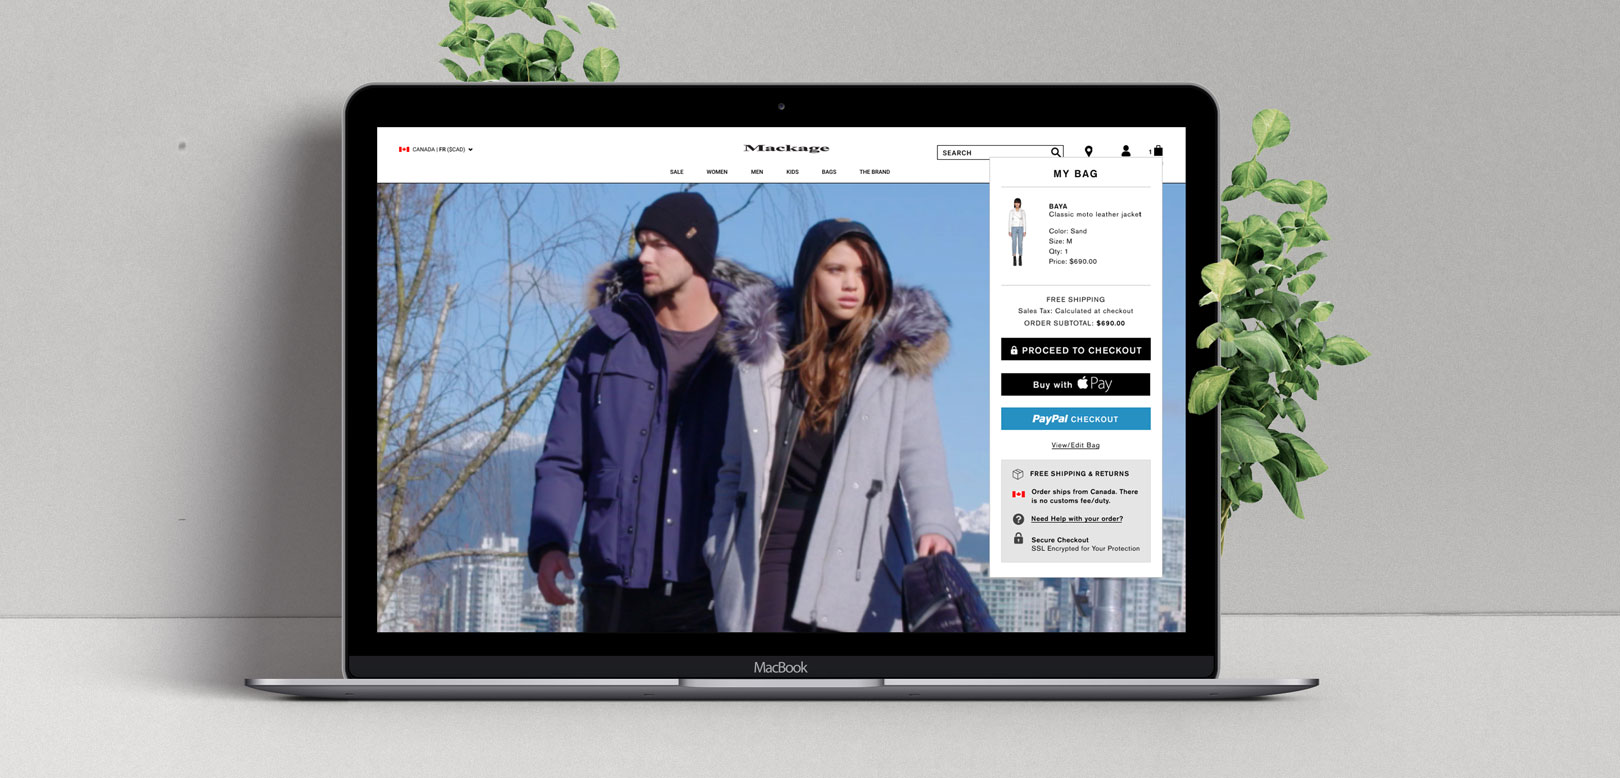 CANADA | FR ($CAD)
Mackage
SEARCH
1
SALE WOMEN MEN KIDS BAGS THE BRAND
MY BAG
BAYA
Classic moto leather jacket
Color: Sand
Size: M
Qty: 1
Price: $690.00
FREE SHIPPING
Sales Tax: Calculated at checkout
ORDER SUBTOTAL: $690.00
PROCEED TO CHECKOUT
Buy with Pay
PayPal CHECKOUT
View/Edit Bag
FREE SHIPPING & RETURNS
Order ships from Canada. There
is no customs fee/duty.
?
Need Help with your order?
Secure Checkout
SSL Encrypted for Your Protection
MacBook